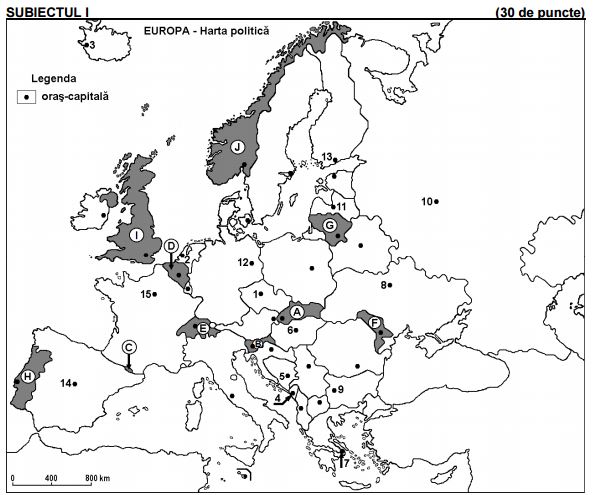 SUBIECTUL I (30 de puncte)
EUROPA - Harta politică
3
Legenda
oraş-capitală
J
13
11
10
I
G
D
2
12
8
15
1
A
E
6
F
B
C
5
H
14
9
4
7
0 400 800 km